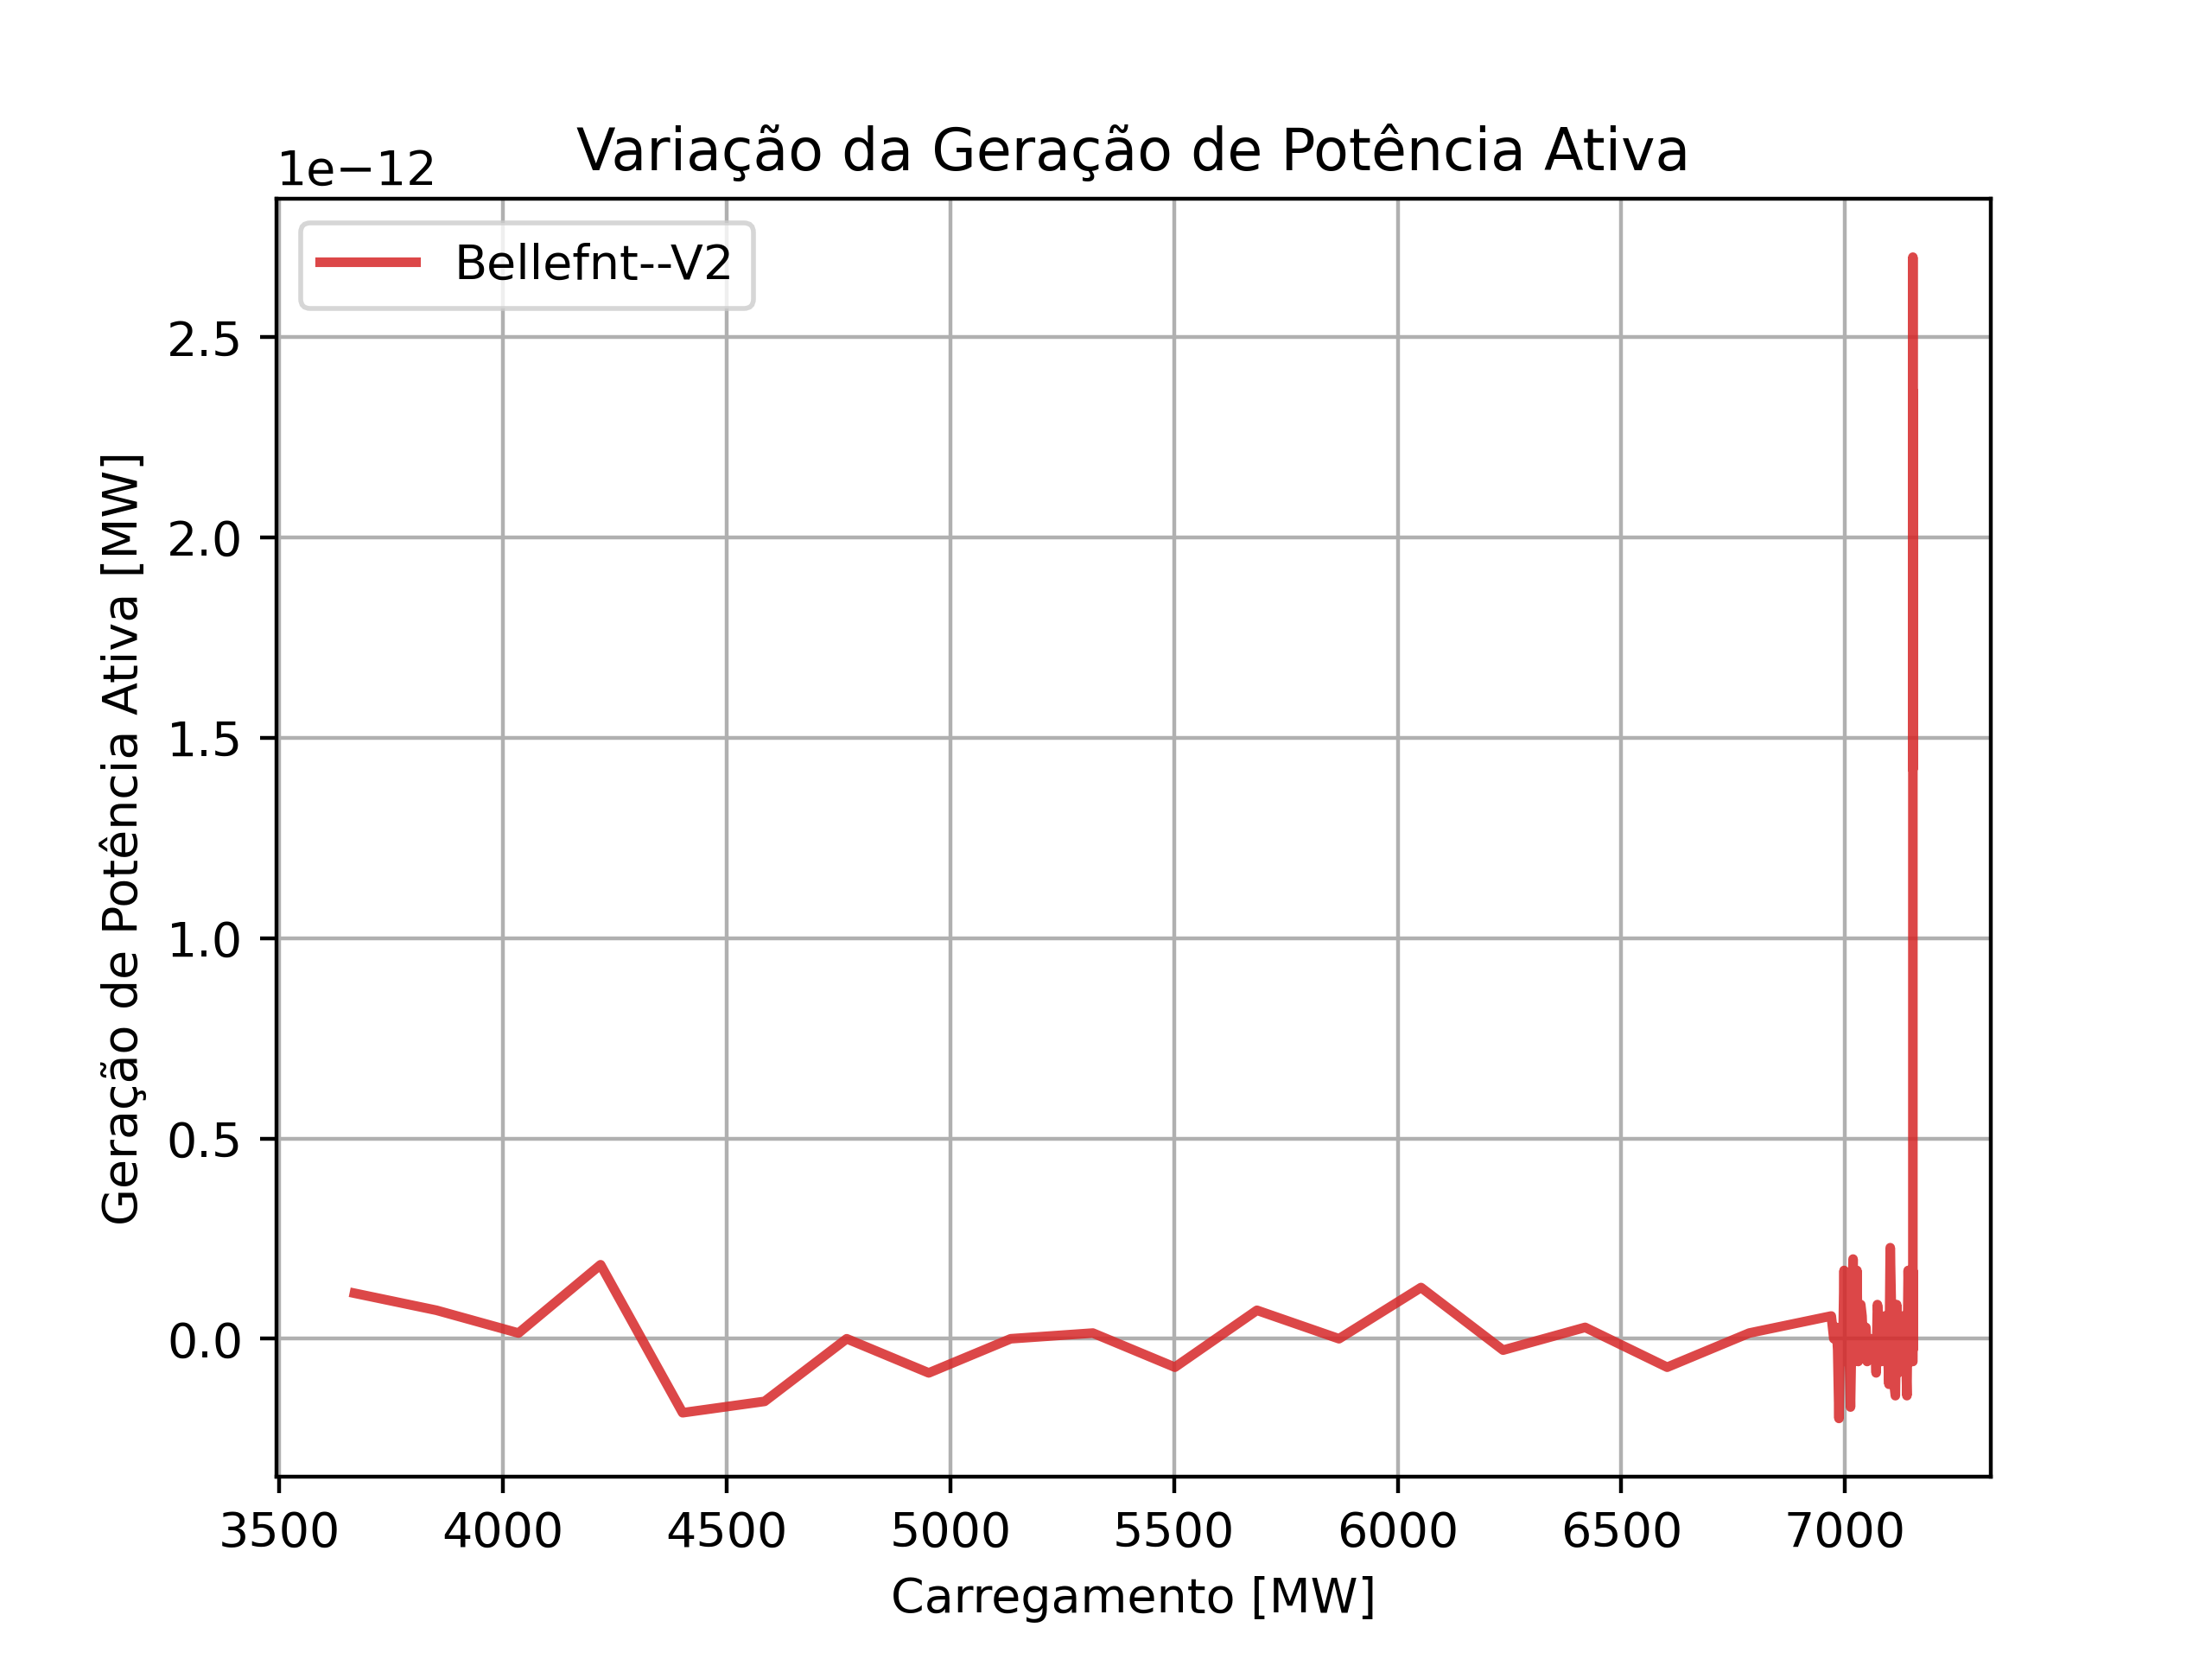 Variação da Geração de Potência Ativa
1e−12
Bellefnt--V2
Geração de Potência Ativa [MW]
2.5
2.0
1.5
1.0
0.5
0.0
3500 4000 4500 5000 5500 6000 6500 7000
Carregamento [MW]